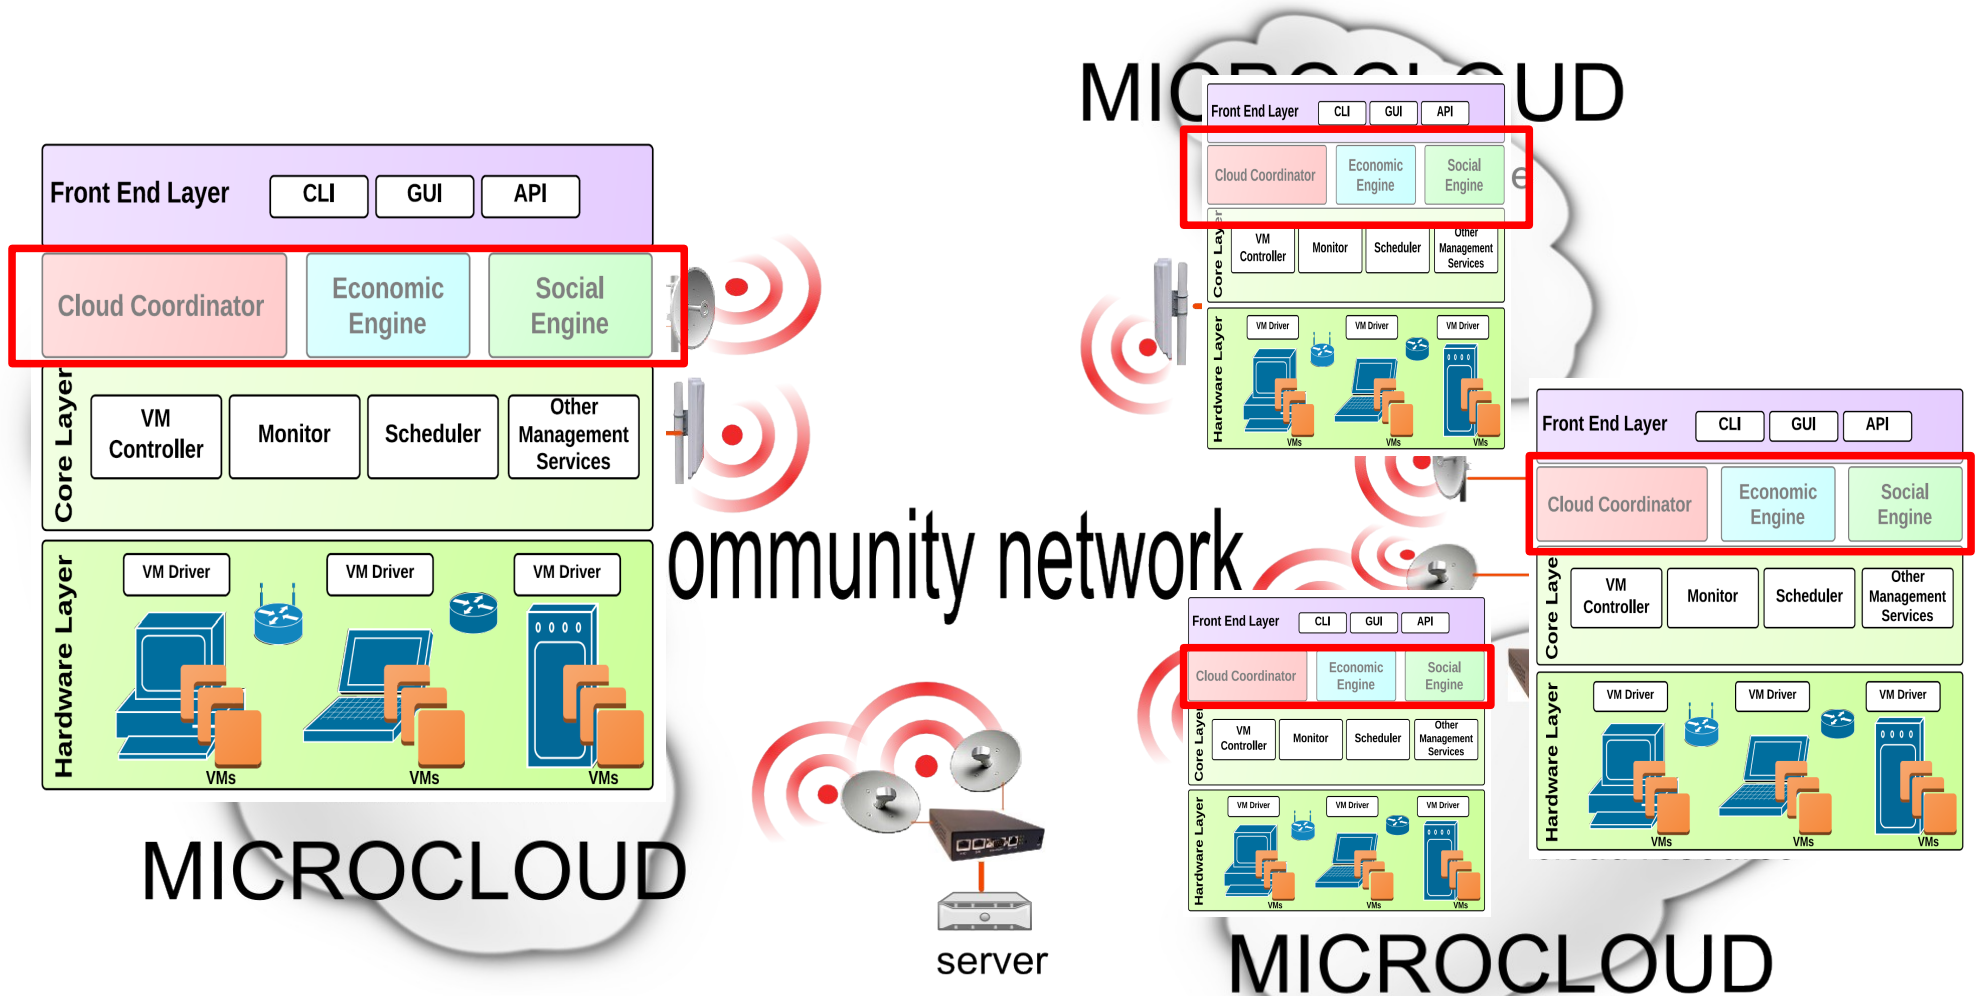 Front End Layer
CLI
GUI
API
Cloud Coordinator
Economic
Engine
Social
Engine
Core Layer
VM
Controller
Monitor
Scheduler
Other
Management
Services
Hardware Layer
VM Driver
VM Driver
VM Driver
VMs
VMs
VMs
MICROCLOUD
ommunity network
server
MICROCLOUD
Front End Layer
CLI
GUI
API
Cloud Coordinator
Economic
Engine
Social
Engine
Core Layer
VM
Controller
Monitor
Scheduler
Other
Management
Services
Hardware Layer
VM Driver
VM Driver
VM Driver
VMs
VMs
VMs
Front End Layer
CLI
GUI
API
Cloud Coordinator
Economic
Engine
Social
Engine
Core Laye
VM
Controller
Monitor
Scheduler
Other
Management
Services
Hardware Layer
VM Driver
VM Driver
VM Driver
VMs
VMs
VMs
Front End Layer
CLI
GUI
API
Cloud Coordinator
Economic
Engine
Social
Engine
Core Layer
VM
Controller
Monitor
Scheduler
Other
Management
Services
Hardware Layer
VM Driver
VM Driver
VM Driver
VMs
VMs
VMs
MICROCLOUD